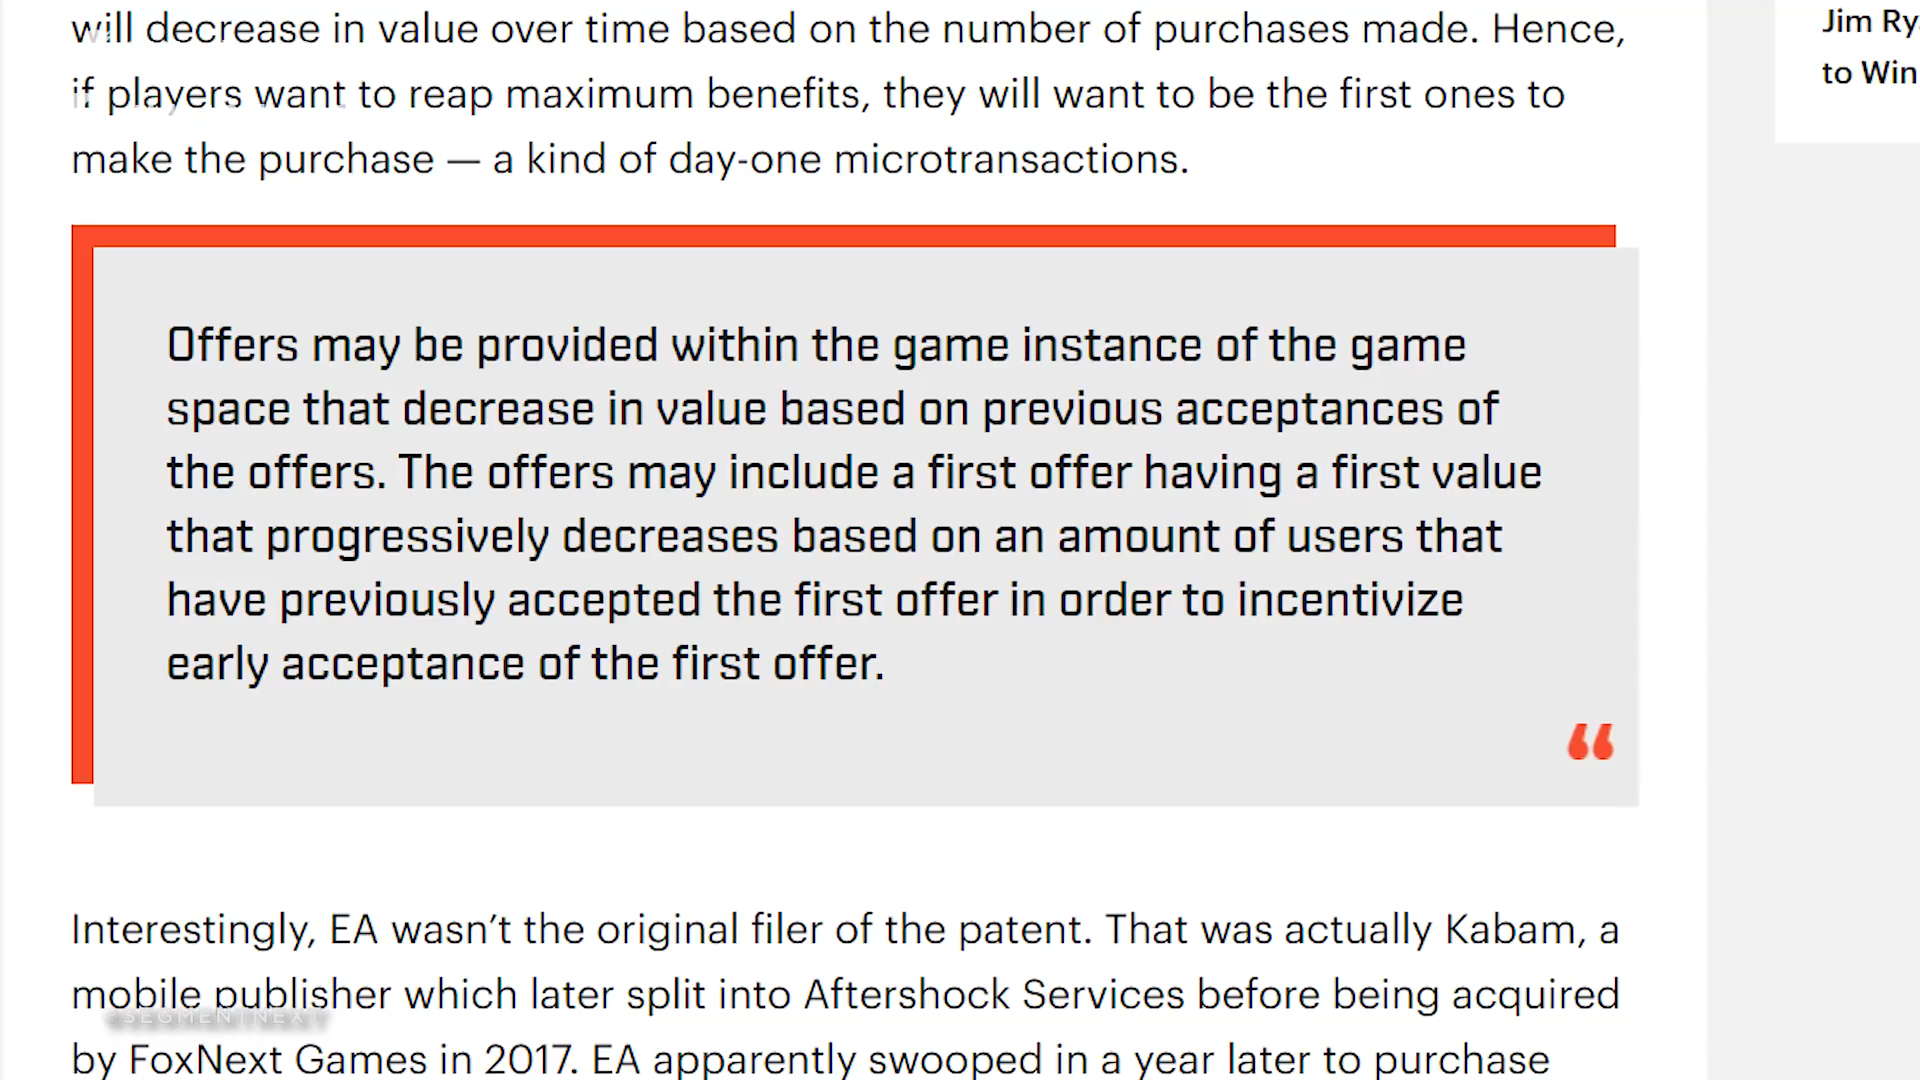 will decrease in value over time based on the number of purchases made. Hence,
if players want to reap maximum benefits, they will want to be the first ones to
make the purchase — a kind of day-one microtransactions.
Offers may be provided within the game instance of the game
space that decrease in value based on previous acceptances of
the offers. The offers may include a first offer having a first value
that progressively decreases based on an amount of users that
have previously accepted the first offer in order to incentivize
early acceptance of the first offer.
“
Interestingly, EA wasn’t the original filer of the patent. That was actually Kabam, a
mobile publisher which later split into Aftershock Services before being acquired
by FoxNext Games in 2017. EA apparently swooped in a year later to purchase
Jim Ry
to Win
SEGMENTNEXT